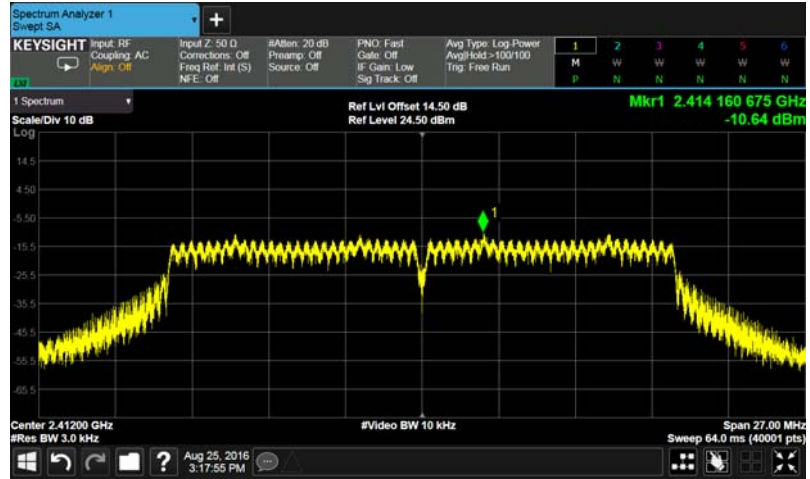 Spectrum Analyzer 1
Swept SA
+
KEYSIGHT
Input: RF
Coupling: AC
Align: Off
Input Z: 50 Ω
Corrections: Off
Freq Ref: Int (S)
NFE: Off
#Atten: 20 dB
Preamp: Off
Source: Off
PNO: Fast
Gate: Off
IF Gain: Low
Sig Track: Off
Avg Type: Log-Power
Avg|Hold:>100/100
Trig: Free Run
1 2 3 4 5 6
M W W W W W
P N N N N N
EXT
1 Spectrum
Scale/Div 10 dB
Log
Ref Lvl Offset 14.50 dB
Ref Level 24.50 dBm
Mkr1 2.414 160 675 GHz
-10.64 dBm
14.5
4.50
-5.50
1
-15.5
-25.5
-35.5
-45.5
-55.5
-65.5
Center 2.41200 GHz
#Res BW 3.0 kHz
#Video BW 10 kHz
Span 27.00 MHz
Sweep 64.0 ms (40001 pts)
?
Aug 25, 2016
3:17:55 PM